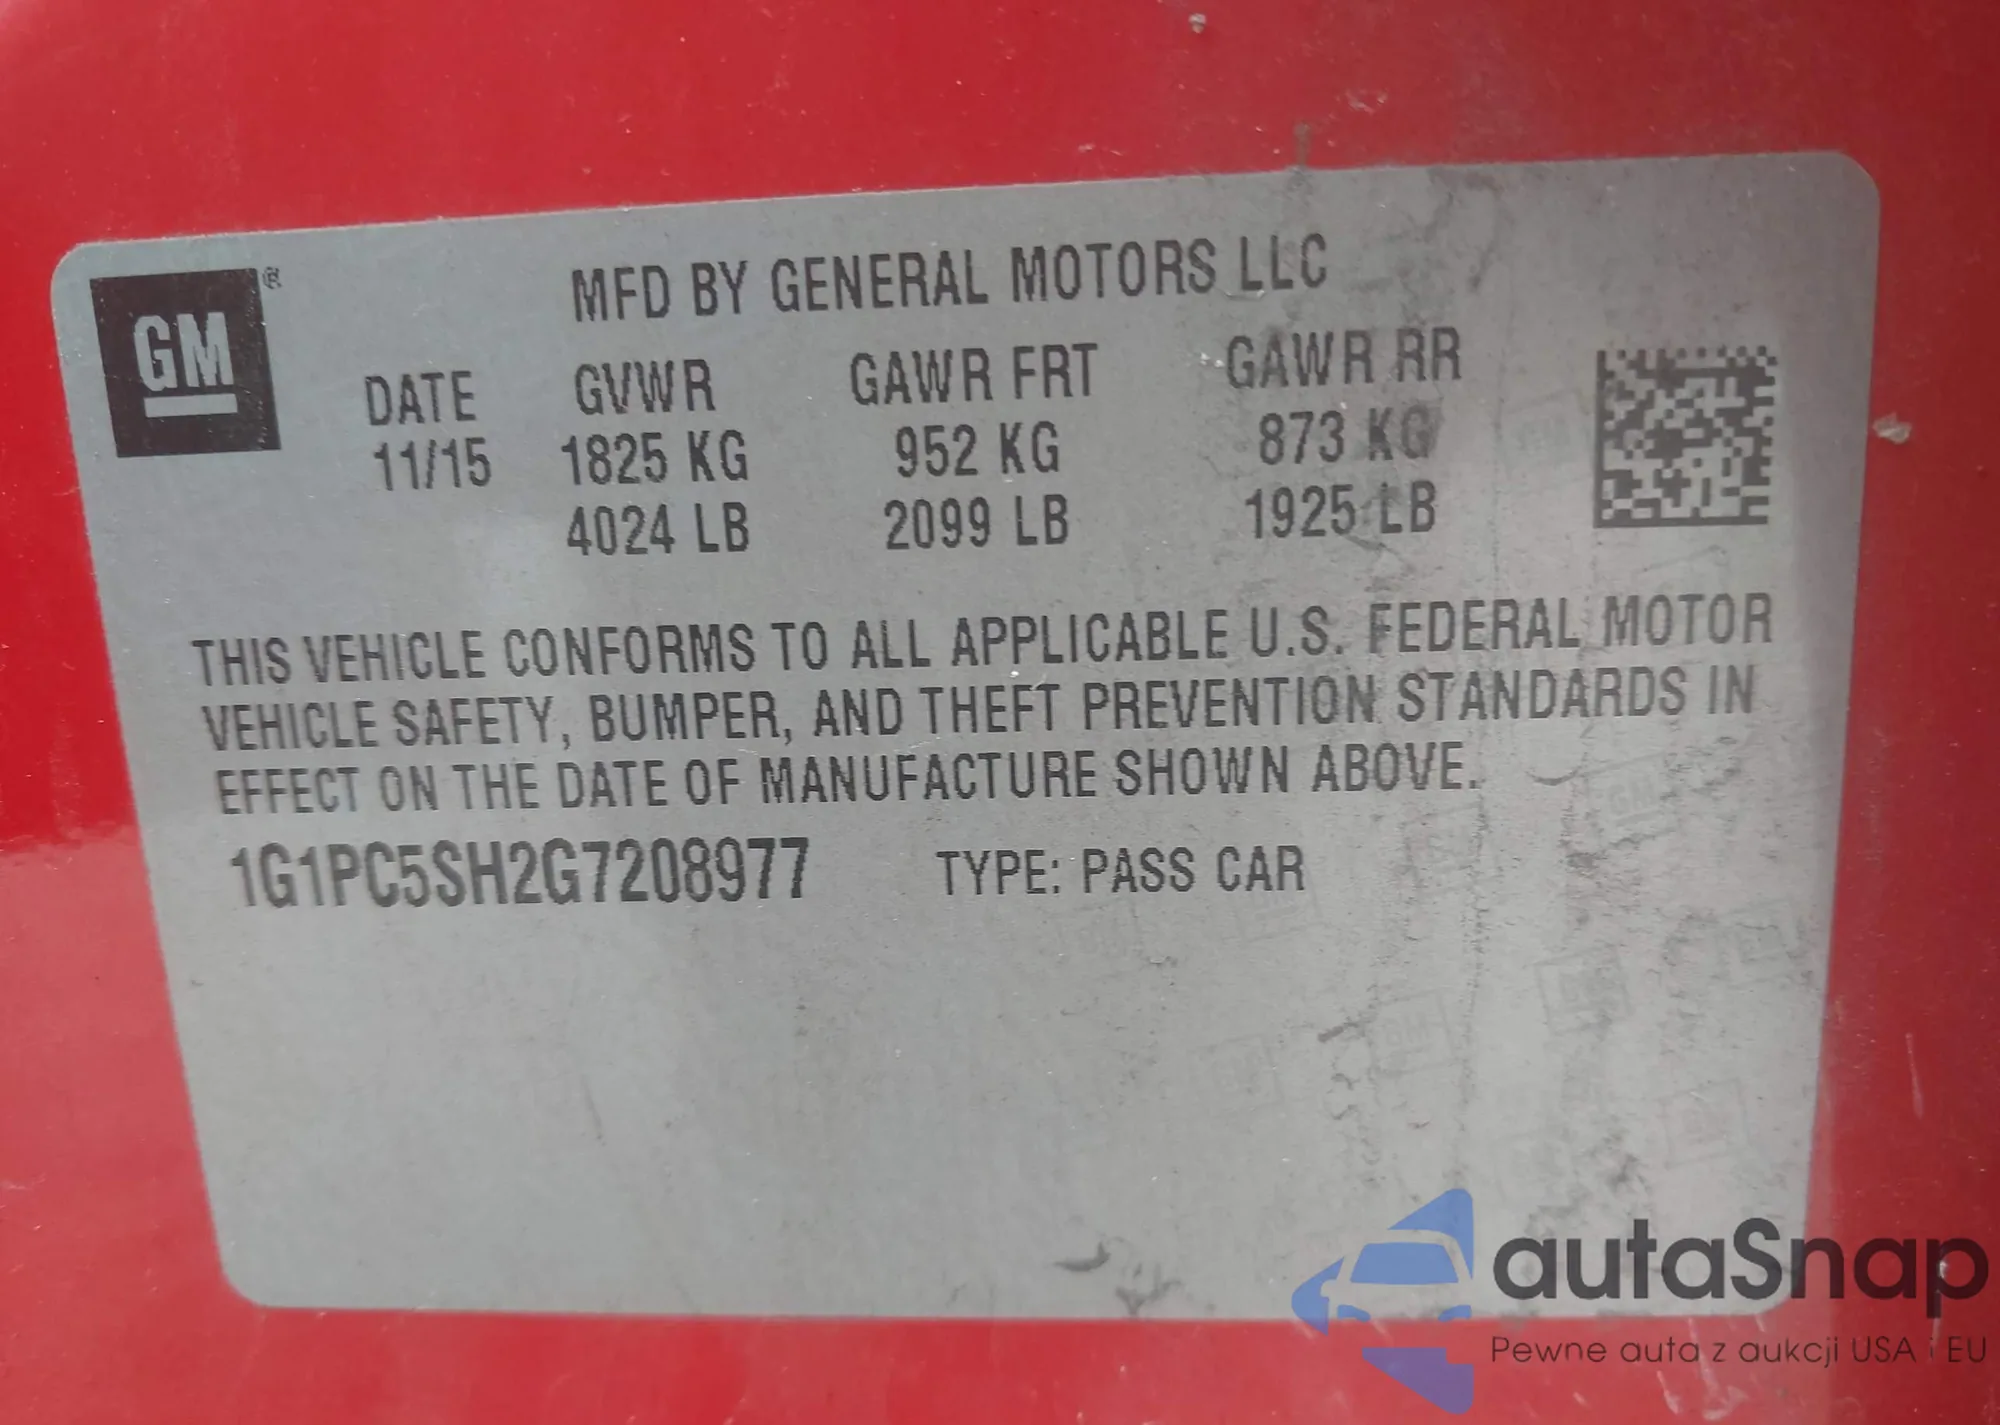 GM®
MFD BY GENERAL MOTORS LLC
DATE GVWR GAWR FRT GAWR RR
11/15 1825 KG 952 KG 873 KG
4024 LB 2099 LB 1925 LB
THIS VEHICLE CONFORMS TO ALL APPLICABLE U.S. FEDERAL MOTOR
VEHICLE SAFETY, BUMPER, AND THEFT PREVENTION STANDARDS IN
EFFECT ON THE DATE OF MANUFACTURE SHOWN ABOVE.
1G1PC5SH2G7208977 TYPE: PASS CAR
autaSnap
Pewne auta z aukcji USA i EU